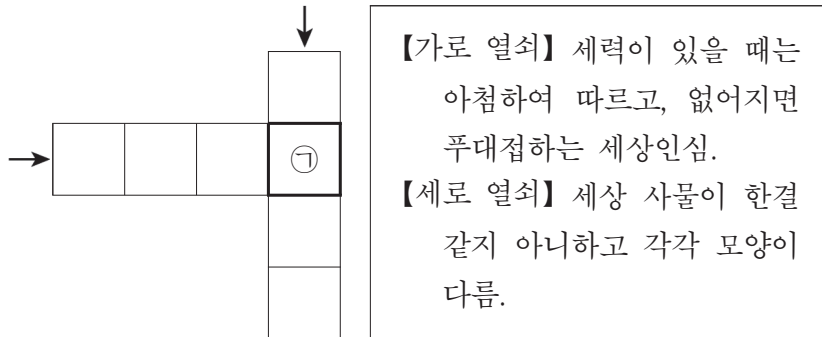 ㉠
【가로 열쇠】 세력이 있을 때는
아첨하여 따르고, 없어지면
푸대접하는 세상인심.
【세로 열쇠】 세상 사물이 한결
같지 아니하고 각각 모양이
다름.